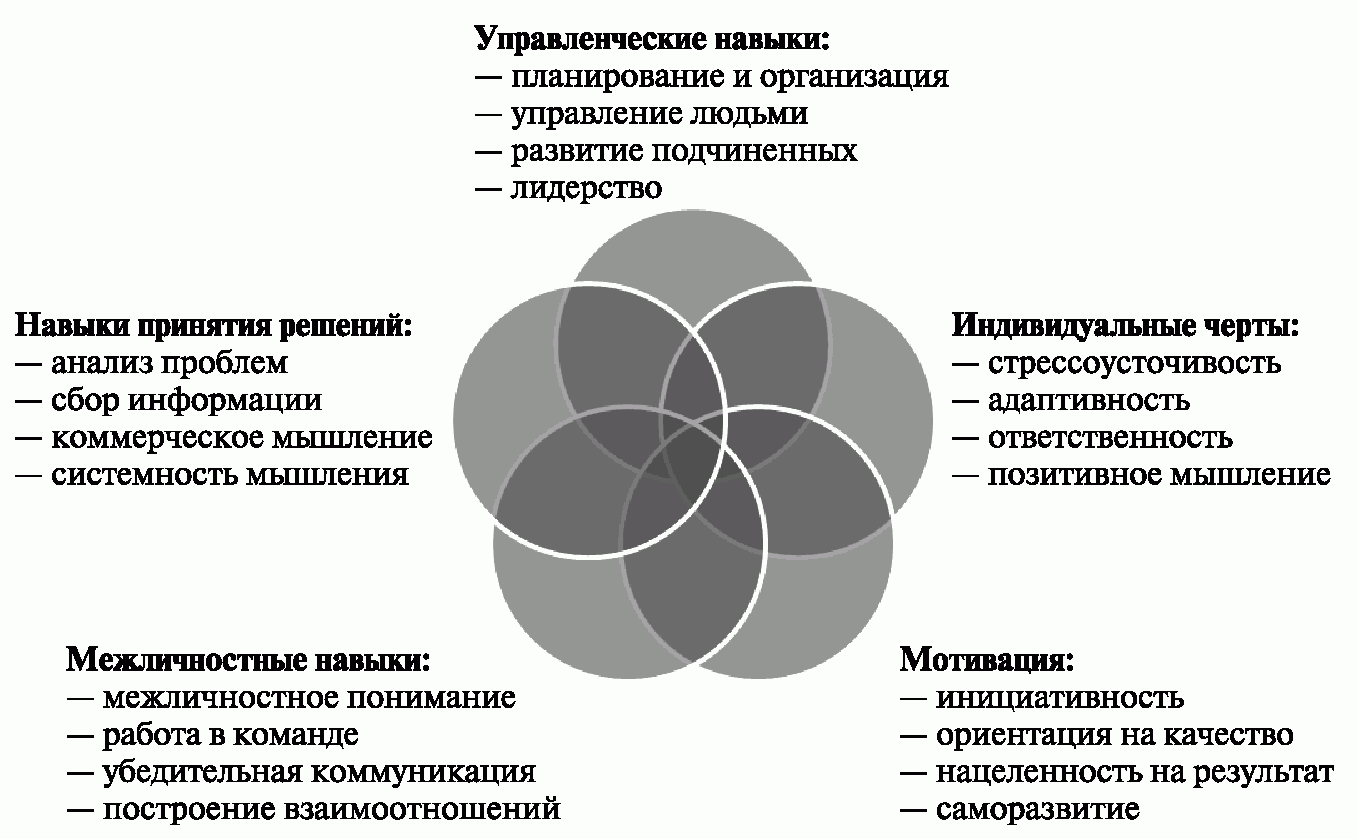 Управленческие навыки:
— планирование и организация
— управление людьми
— развитие подчиненных
— лидерство
Навыки принятия решений:
— анализ проблем
— сбор информации
— коммерческое мышление
— системность мышления
Индивидуальные черты:
— стрессоусточивость
— адаптивность
— ответственность
— позитивное мышление
Межличностные навыки:
— межличностное понимание
— работа в команде
— убедительная коммуникация
— построение взаимоотношений
Мотивация:
— инициативность
— ориентация на качество
— нацеленность на результат
— саморазвитие